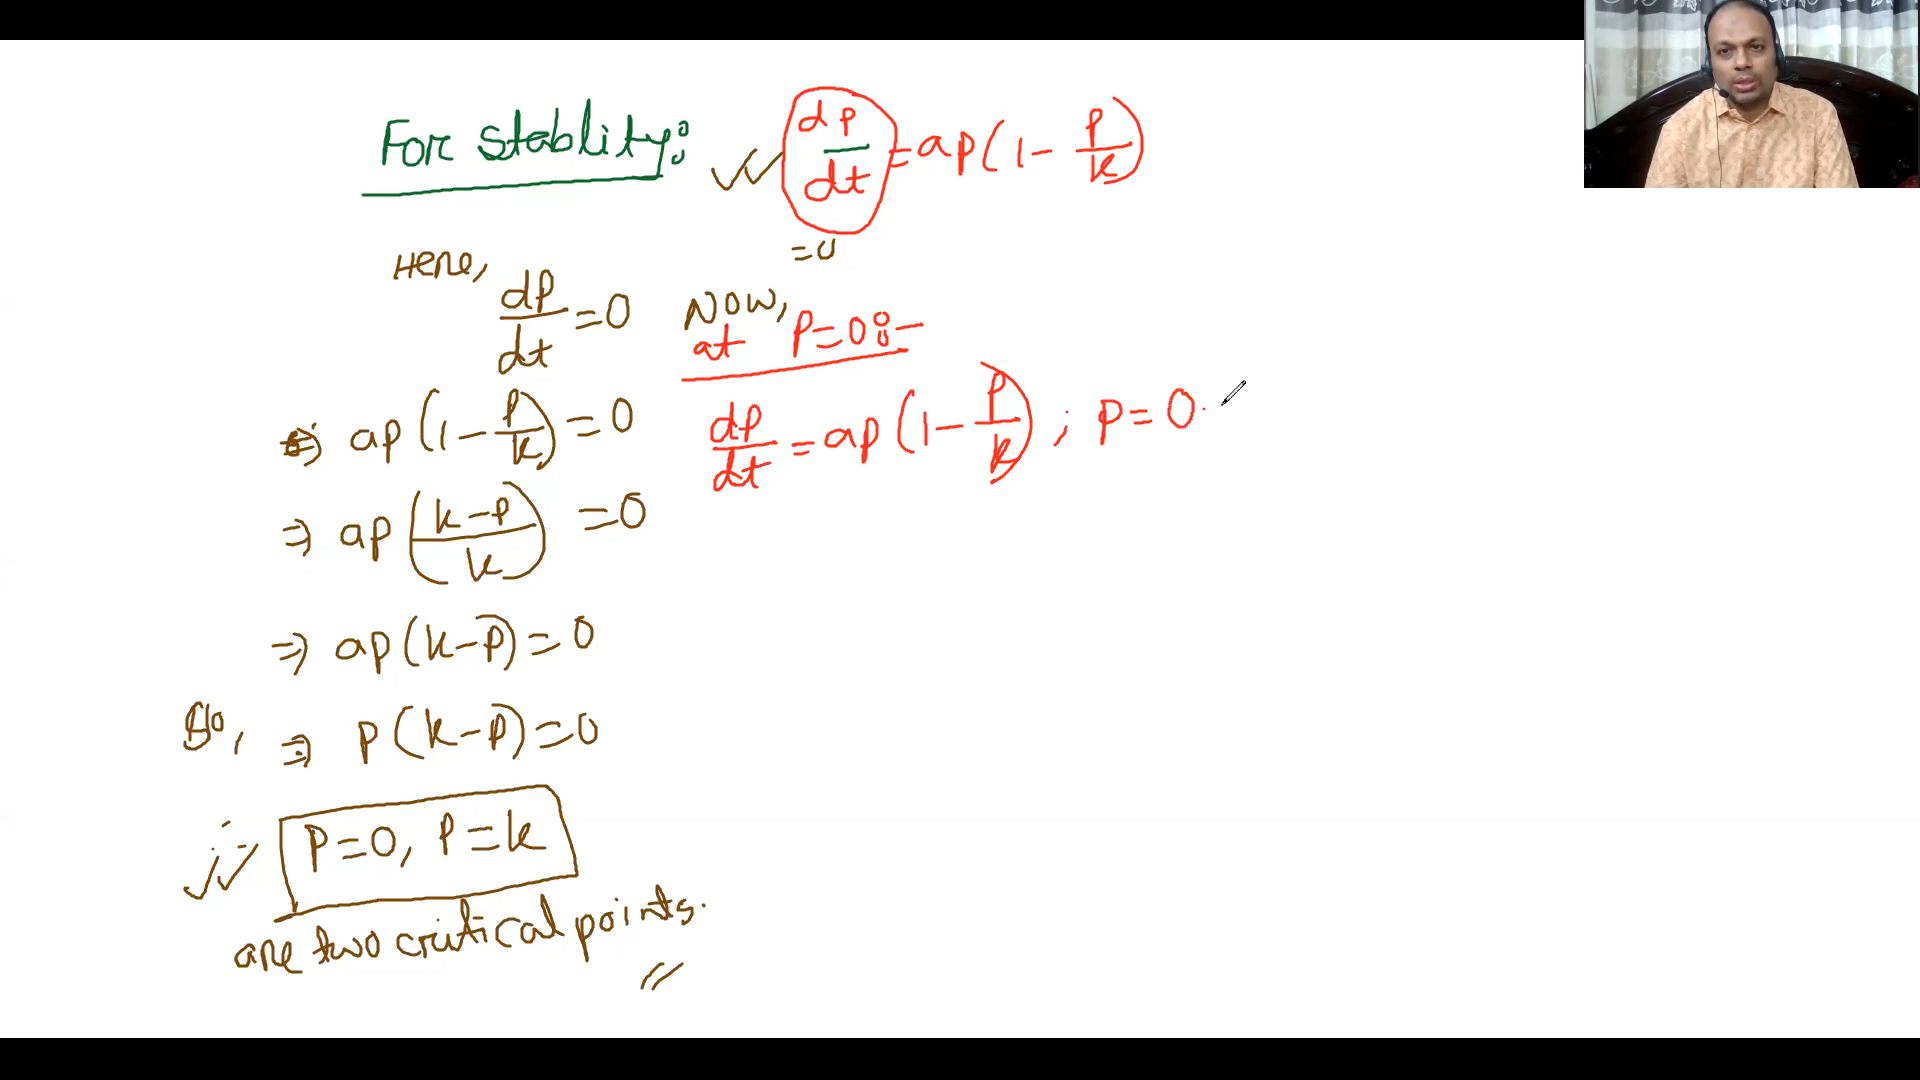 For stablity:
dp/dt = ap(1 - p/k)
= 0
Here,
dp/dt = 0
⇒ ap(1 - p/k) = 0
⇒ ap((k-p)/k) = 0
⇒ ap(k-p) = 0
So, ⇒ p(k-p) = 0
P=0, P=k
are two critical points.
Now,
at P=0:-
dp/dt = ap(1 - p/k) ; p=0.